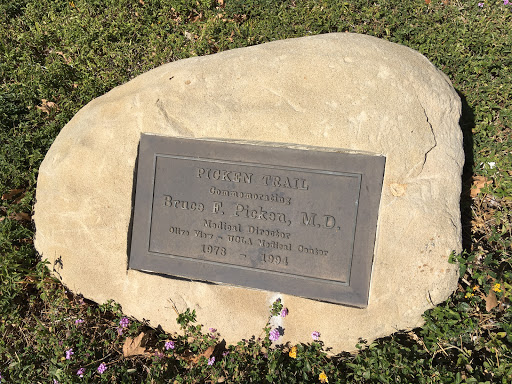 PICKEN TRAIL
Commemorating
Bruce F. Picken, M.D.
Medical Director
Olive View ~ UCLA Medical Center
1973 ~ 1994